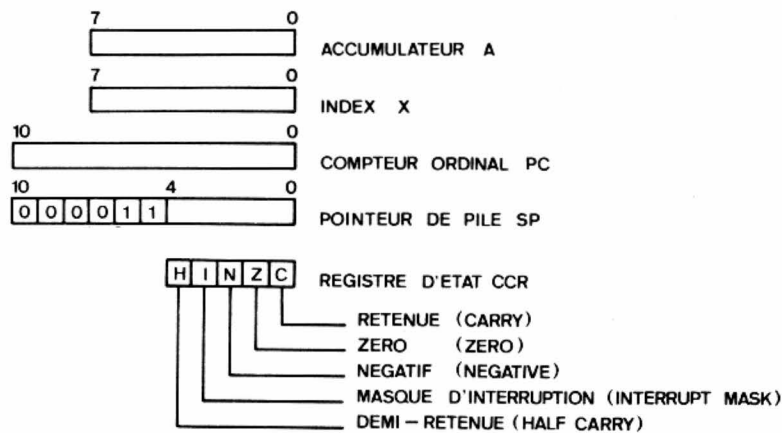 7 0
ACCUMULATEUR A
7 0
INDEX X
10 0
COMPTEUR ORDINAL PC
10 4 0
0 0 0 0 1 1
POINTEUR DE PILE SP
H I N Z C
REGISTRE D'ETAT CCR
RETENUE (CARRY)
ZERO (ZERO)
NEGATIF (NEGATIVE)
MASQUE D'INTERRUPTION (INTERRUPT MASK)
DEMI - RETENUE (HALF CARRY)